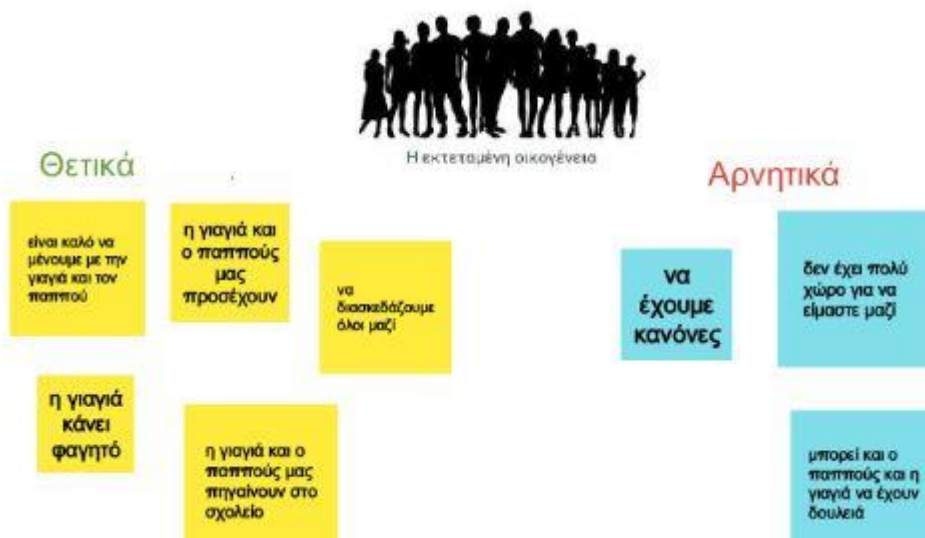 Η εκτεταμένη οικογένεια
Θετικά
είναι καλό να
μένουμε με την
γιαγιά και τον
παππού
η γιαγιά και
ο παππούς
μας
προσέχουν
να
διασκεδάζουμε
όλοι μαζί
η γιαγιά
κάνει
φαγητό
η γιαγιά και ο
παππούς μας
πηγαίνουν στο
σχολείο
Αρνητικά
να
έχουμε
κανόνες
δεν έχει πολύ
χώρο για να
είμαστε μαζί
μπορεί και ο
παππούς και η
γιαγιά να έχουν
δουλειά